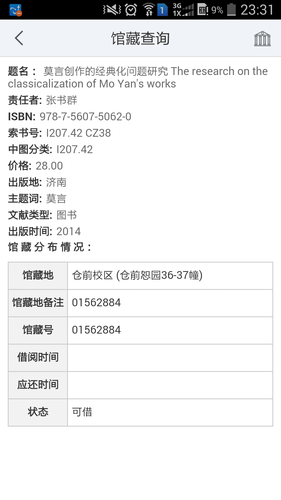 3G
1X
1
9%
23:31
馆藏查询
题名： 莫言创作的经典化问题研究 The research on the
classicalization of Mo Yan's works
责任者: 张书群
ISBN: 978-7-5607-5062-0
索书号: I207.42 CZ38
中图分类: I207.42
价格: 28.00
出版地: 济南
主题词: 莫言
文献类型: 图书
出版时间: 2014
馆藏分布情况：
馆藏地 仓前校区 (仓前恕园36-37幢)
馆藏地备注 01562884
馆藏号 01562884
借阅时间
应还时间
状态 可借